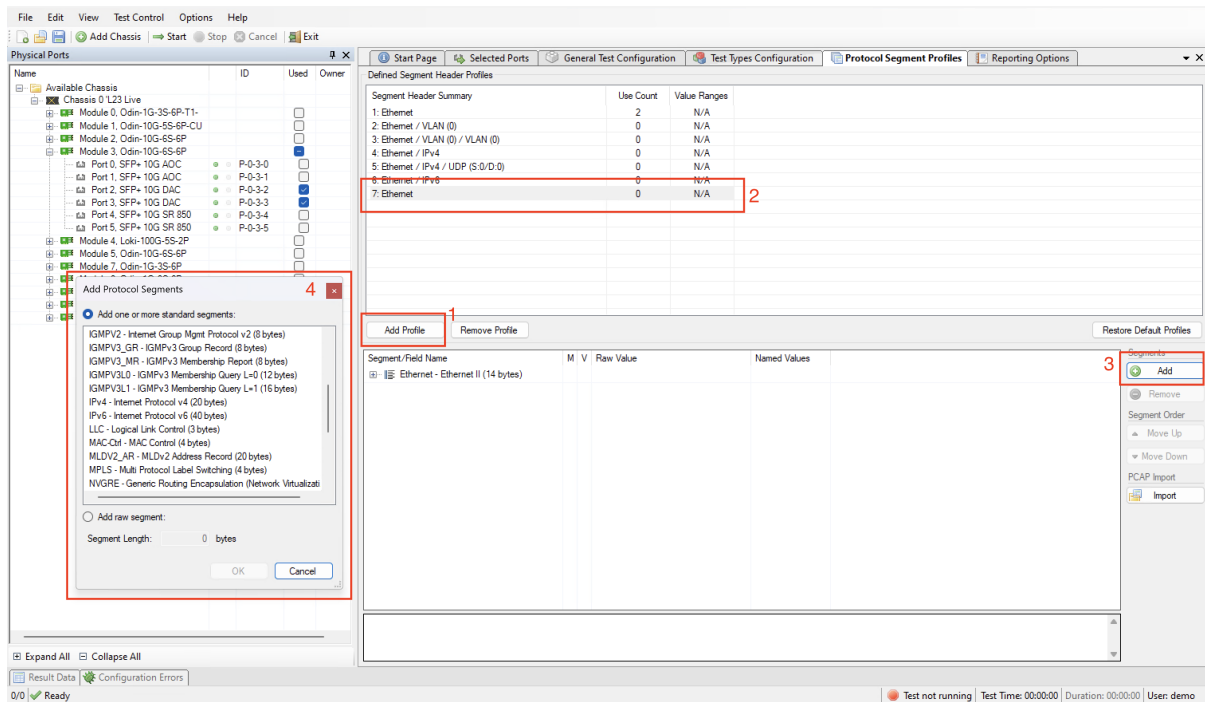 File Edit View Test Control Options Help
Add Chassis Start Stop Cancel Exit
Physical Ports
Name ID Used Owner
Available Chassis
Chassis 0 'L23 Live
Module 0, Odin-1G-3S-6P-T1-
Module 1, Odin-10G-5S-6P-CU
Module 2, Odin-10G-6S-6P
Module 3, Odin-10G-6S-6P
Port 0, SFP+ 10G AOC P-0-3-0
Port 1, SFP+ 10G AOC P-0-3-1
Port 2, SFP+ 10G DAC P-0-3-2
Port 3, SFP+ 10G DAC P-0-3-3
Port 4, SFP+ 10G SR 850 P-0-3-4
Port 5, SFP+ 10G SR 850 P-0-3-5
Module 4, Loki-100G-5S-2P
Module 5, Odin-10G-6S-6P
Module 7, Odin-1G-3S-6P
Add Protocol Segments 4
Add one or more standard segments:
IGMPV2 - Internet Group Mgmt Protocol v2 (8 bytes)
IGMPV3_GR - IGMPv3 Group Record (8 bytes)
IGMPV3_MR - IGMPv3 Membership Report (8 bytes)
IGMPV3L0 - IGMPv3 Membership Query L=0 (12 bytes)
IGMPV3L1 - IGMPv3 Membership Query L=1 (16 bytes)
IPv4 - Internet Protocol v4 (20 bytes)
IPv6 - Internet Protocol v6 (40 bytes)
LLC - Logical Link Control (3 bytes)
MAC-Ctrl - MAC Control (4 bytes)
MLDV2_AR - MLDv2 Address Record (20 bytes)
MPLS - Multi Protocol Label Switching (4 bytes)
NVGRE - Generic Routing Encapsulation (Network Virtualizati
Add raw segment:
Segment Length: 0 bytes
OK Cancel
Expand All Collapse All
Start Page Selected Ports General Test Configuration Test Types Configuration Protocol Segment Profiles Reporting Options
Defined Segment Header Profiles
Segment Header Summary Use Count Value Ranges
1: Ethernet 2 N/A
2: Ethernet / VLAN (0) 0 N/A
3: Ethernet / VLAN (0) / VLAN (0) 0 N/A
4: Ethernet / IPv4 0 N/A
5: Ethernet / IPv4 / UDP (S:0/D:0) 0 N/A
6: Ethernet / IPv6 0 N/A
7: Ethernet 0 N/A
2
1
Add Profile Remove Profile Restore Default Profiles
Segment/Field Name M V Raw Value Named Values
Ethernet - Ethernet II (14 bytes)
Segments
3 Add
Remove
Segment Order
Move Up
Move Down
PCAP Import
Import
Result Data Configuration Errors
0/0 Ready Test not running Test Time: 00:00:00 Duration: 00:00:00 User: demo